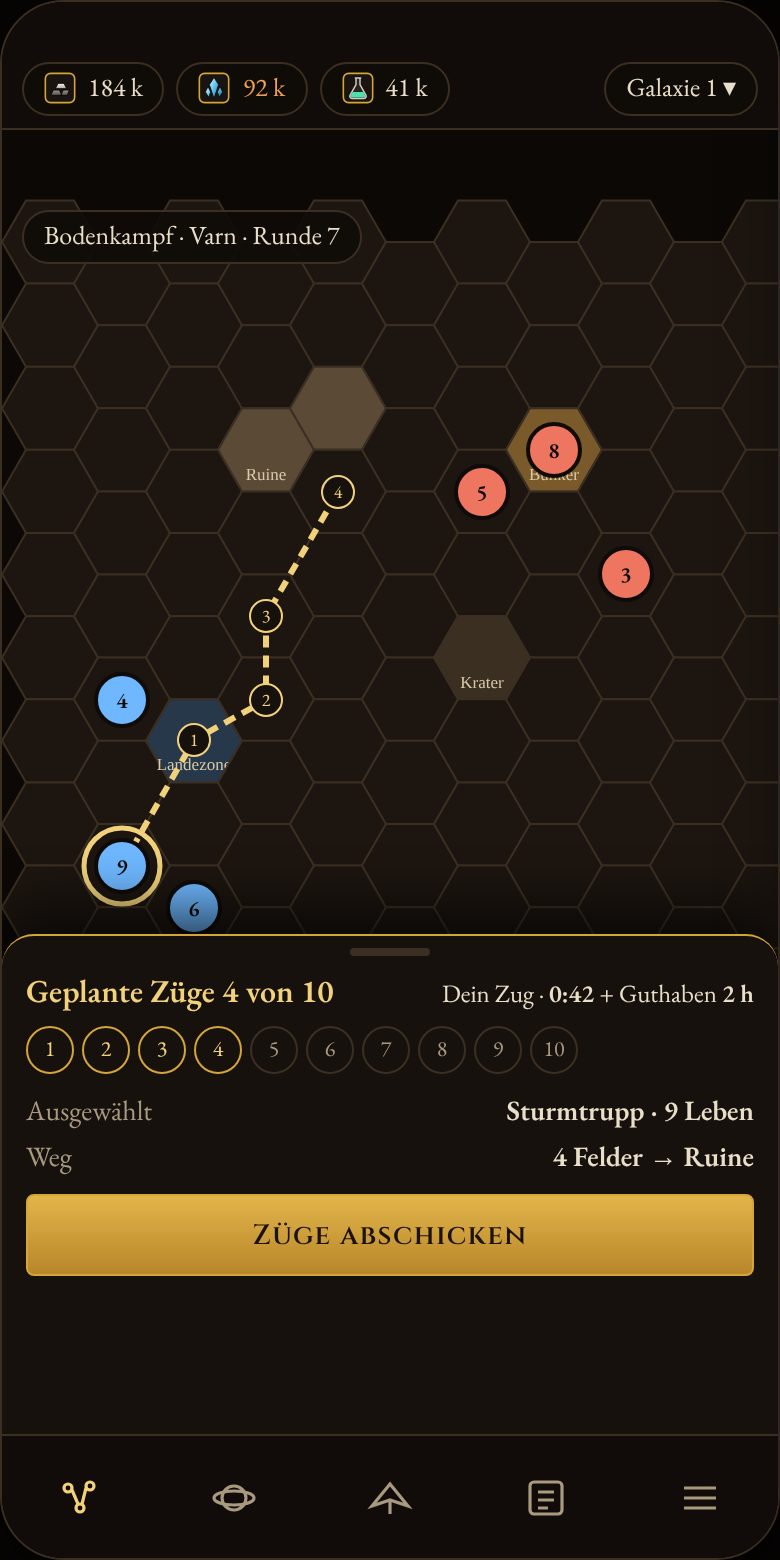 184 k 92 k 41 k Galaxie 1 ▾
Bodenkampf · Varn · Runde 7
8
Ruine Bunker
4 5
3
3
Krater
4 2
1
Landezone
9
6
Geplante Züge 4 von 10 Dein Zug · 0:42 + Guthaben 2 h
1 2 3 4 5 6 7 8 9 10
Ausgewählt Sturmtrupp · 9 Leben
Weg 4 Felder → Ruine
Züge abschicken